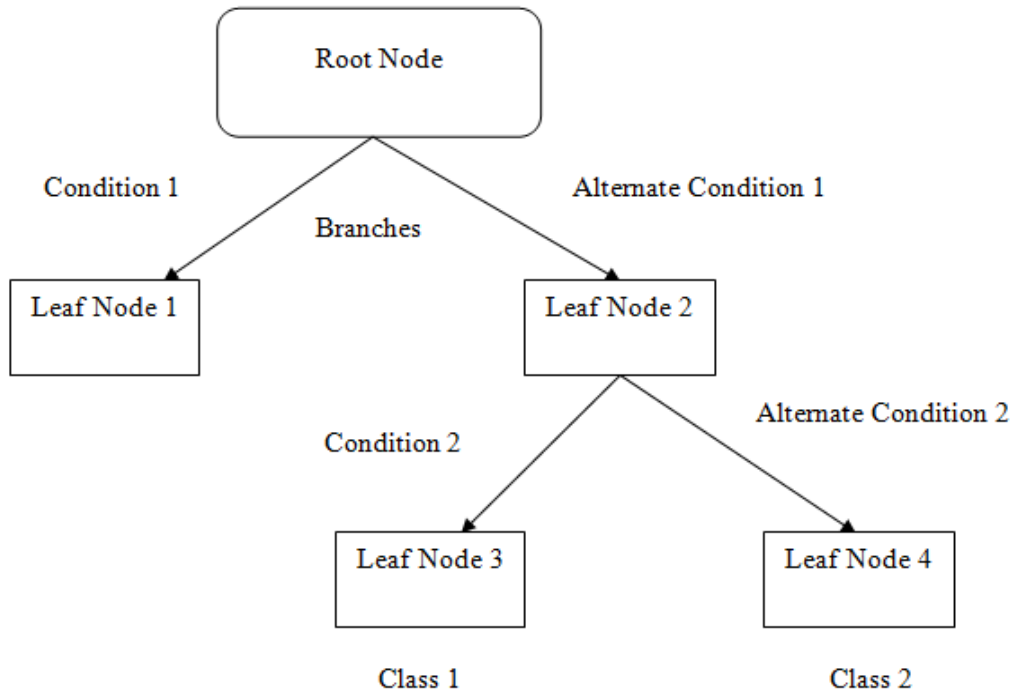 Root Node
Condition 1
Alternate Condition 1
Branches
Leaf Node 1
Leaf Node 2
Alternate Condition 2
Condition 2
Leaf Node 3
Leaf Node 4
Class 1
Class 2